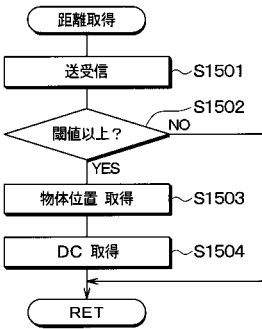 距離取得
送受信
S1501
S1502
閾値以上？
NO
YES
物体位置 取得
S1503
DC 取得
S1504
RET